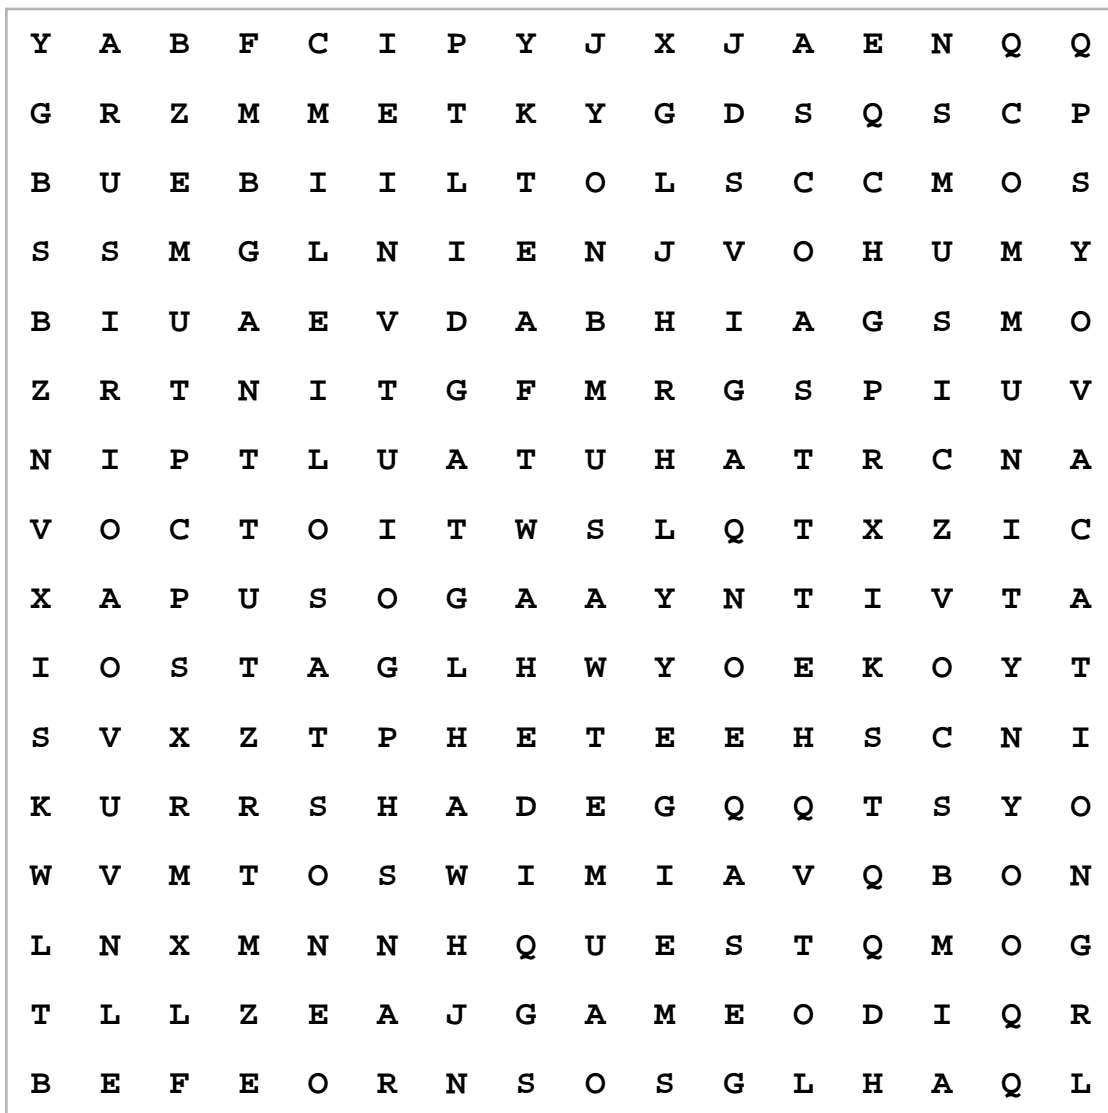 Y A B F C I P Y J X J A E N Q Q
G R Z M M E T K Y G D S Q S C P
B U E B I I L T O L S C C M O S
S S M G L N I E N J V O H U M Y
B I U A E V D A B H I A G S M O
Z R T N I T G F M R G S P I U V
N I P T L U A T U H A T R C N A
V O C T O I T W S L Q T X Z I C
X A P U S O G A A Y N T I V T A
I O S T A G L H W Y O E K O Y T
S V X Z T P H E T E E H S C N I
K U R R S H A D E G Q Q T S Y O
W V M T O S W I M I A V Q B O N
L N X M N N H Q U E S T Q M O G
T L L Z E A J G A M E O D I Q R
B E F E O R N S O S G L H A Q L